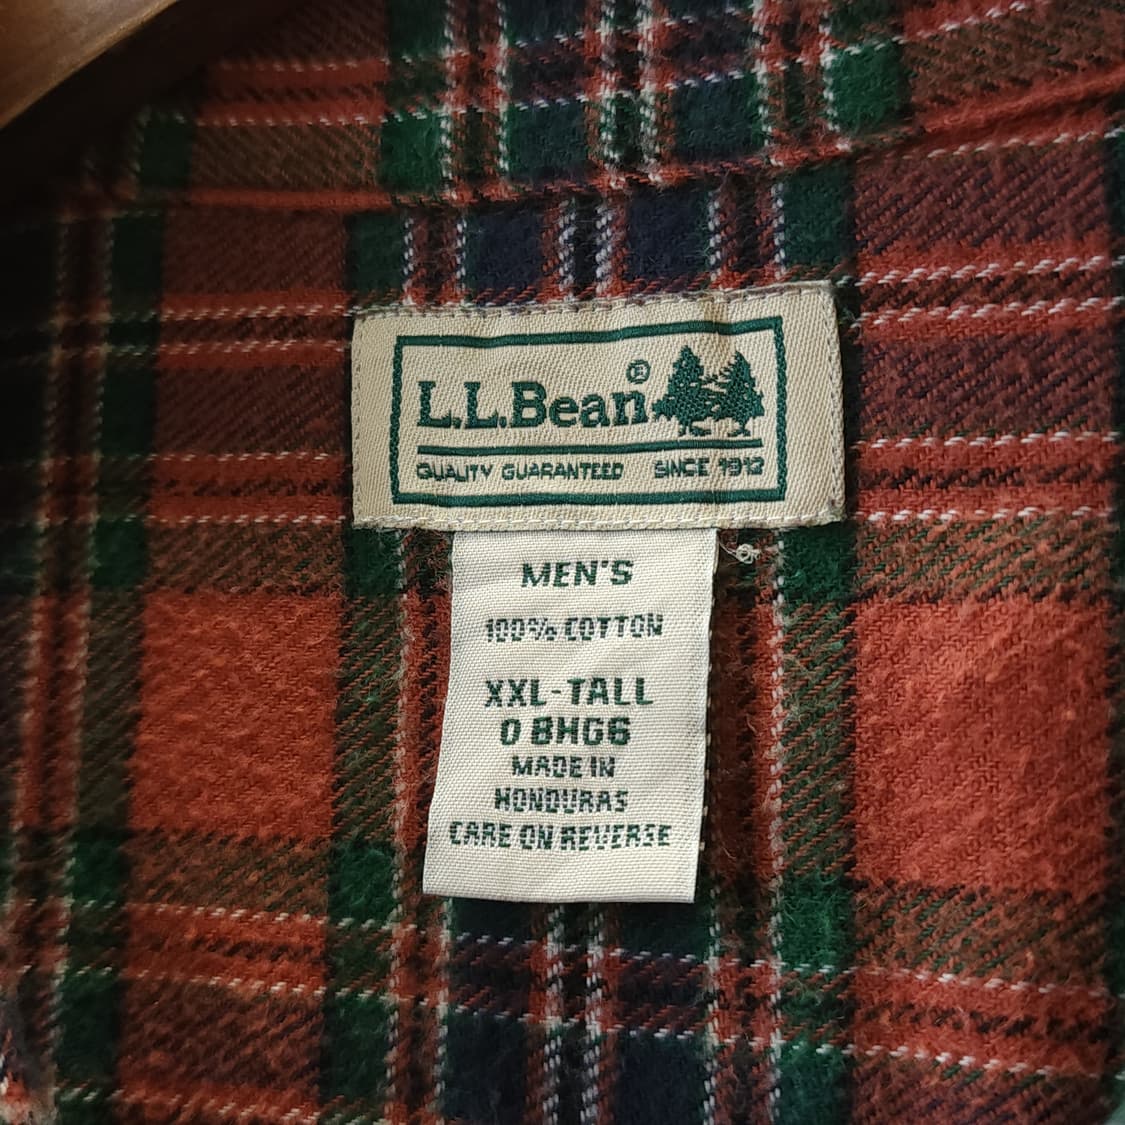 L.L.Bean®
QUALITY GUARANTEED SINCE 1912
MEN'S
100% COTTON
XXL-TALL
0 BHG6
MADE IN
HONDURAS
CARE ON REVERSE